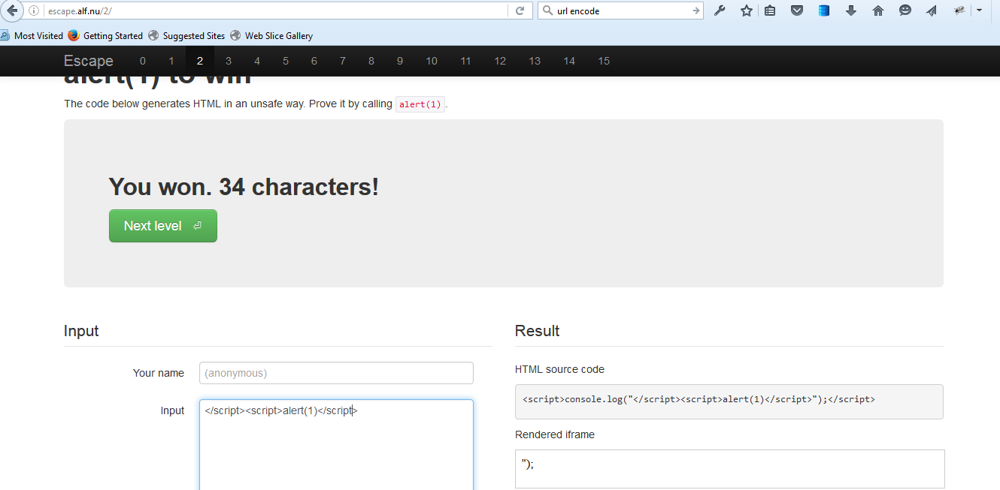 escape.alf.nu/2/
url encode
Most Visited Getting Started Suggested Sites Web Slice Gallery
Escape 0 1 2 3 4 5 6 7 8 9 10 11 12 13 14 15
alert(1) to win
The code below generates HTML in an unsafe way. Prove it by calling alert(1).
You won. 34 characters!
Next level
Input
Result
Your name (anonymous)
HTML source code
Input </script><script>alert(1)</script>
<script>console.log("</script><script>alert(1)</script>");</script>
Rendered iframe
");